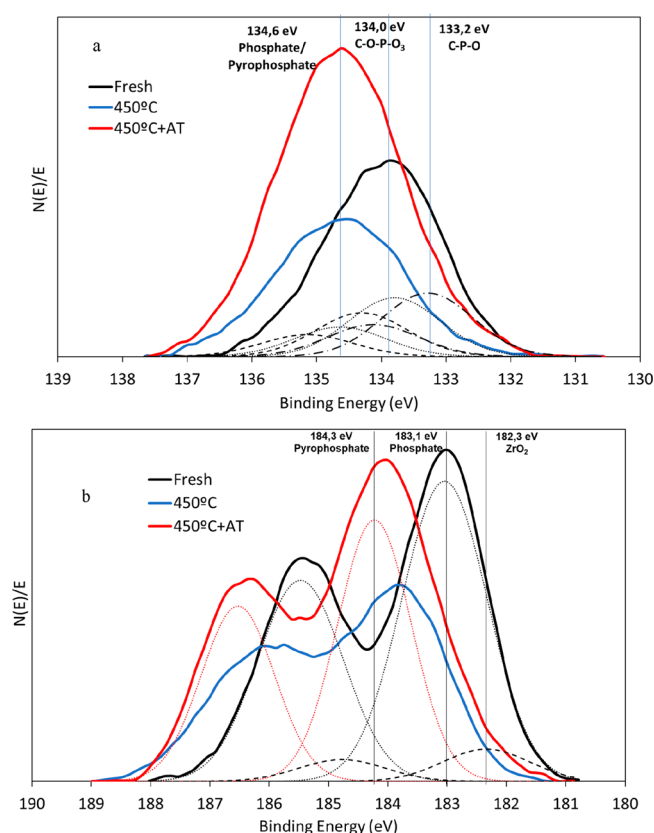 a
134,6 eV
Phosphate/
Pyrophosphate
134,0 eV
C-O-P-O₃
133,2 eV
C-P-O
Fresh
450ºC
450ºC+AT
N(E)/E
139 138 137 136 135 134 133 132 131 130
Binding Energy (eV)
b
184,3 eV
Pyrophosphate
183,1 eV
Phosphate
182,3 eV
ZrO₂
Fresh
450ºC
450ºC+AT
N(E)/E
190 189 188 187 186 185 184 183 182 181 180
Binding Energy (eV)